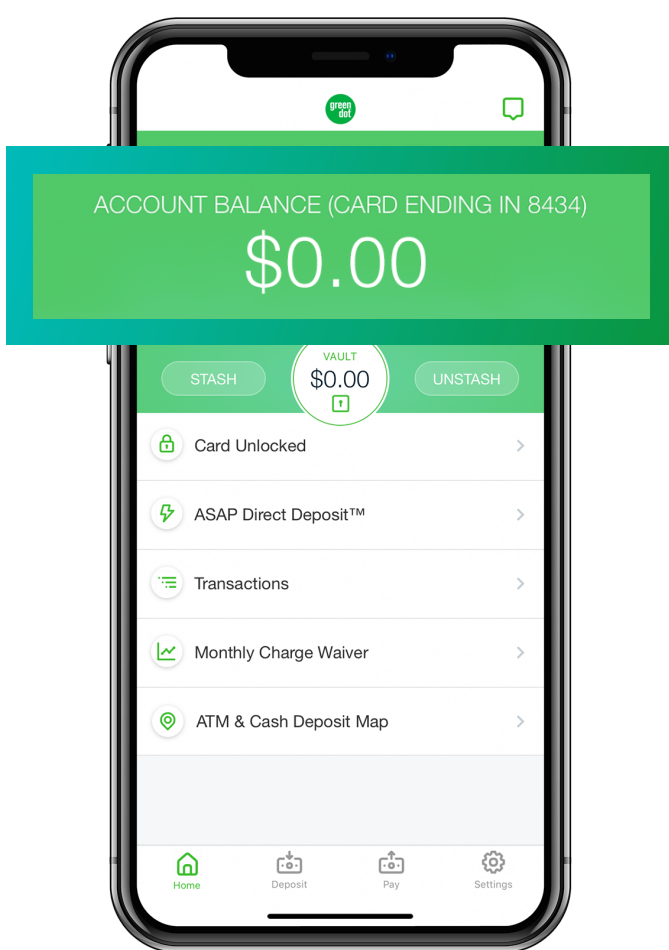 green
dot
ACCOUNT BALANCE (CARD ENDING IN 8434)
$0.00
VAULT
STASH $0.00 UNSTASH
Card Unlocked
ASAP Direct Deposit™
Transactions
Monthly Charge Waiver
ATM & Cash Deposit Map
Home Deposit Pay Settings